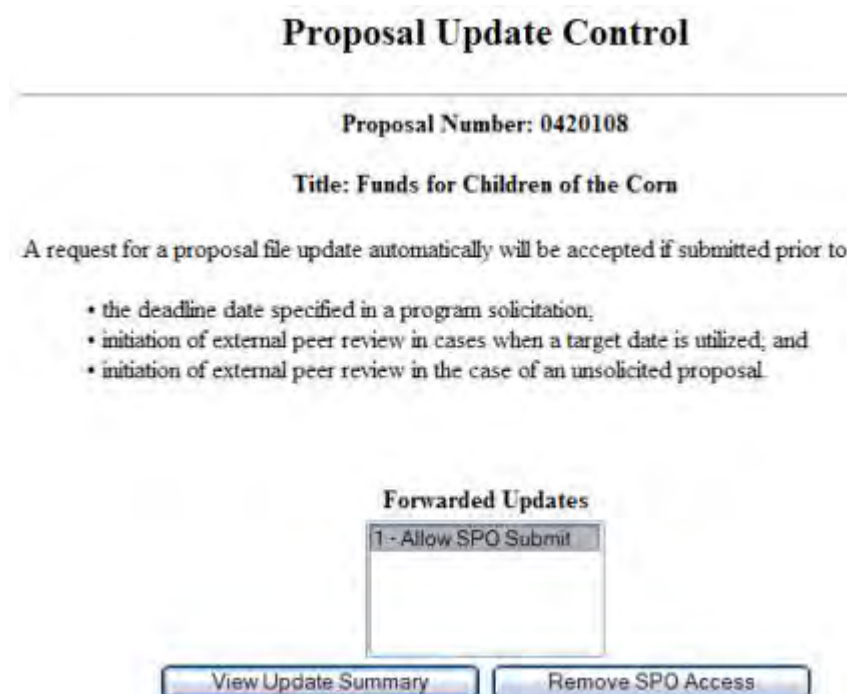 Proposal Update Control
Proposal Number: 0420108
Title: Funds for Children of the Corn
A request for a proposal file update automatically will be accepted if submitted prior to
• the deadline date specified in a program solicitation;
• initiation of external peer review in cases when a target date is utilized; and
• initiation of external peer review in the case of an unsolicited proposal.
Forwarded Updates
1 - Allow SPO Submit
View Update Summary Remove SPO Access